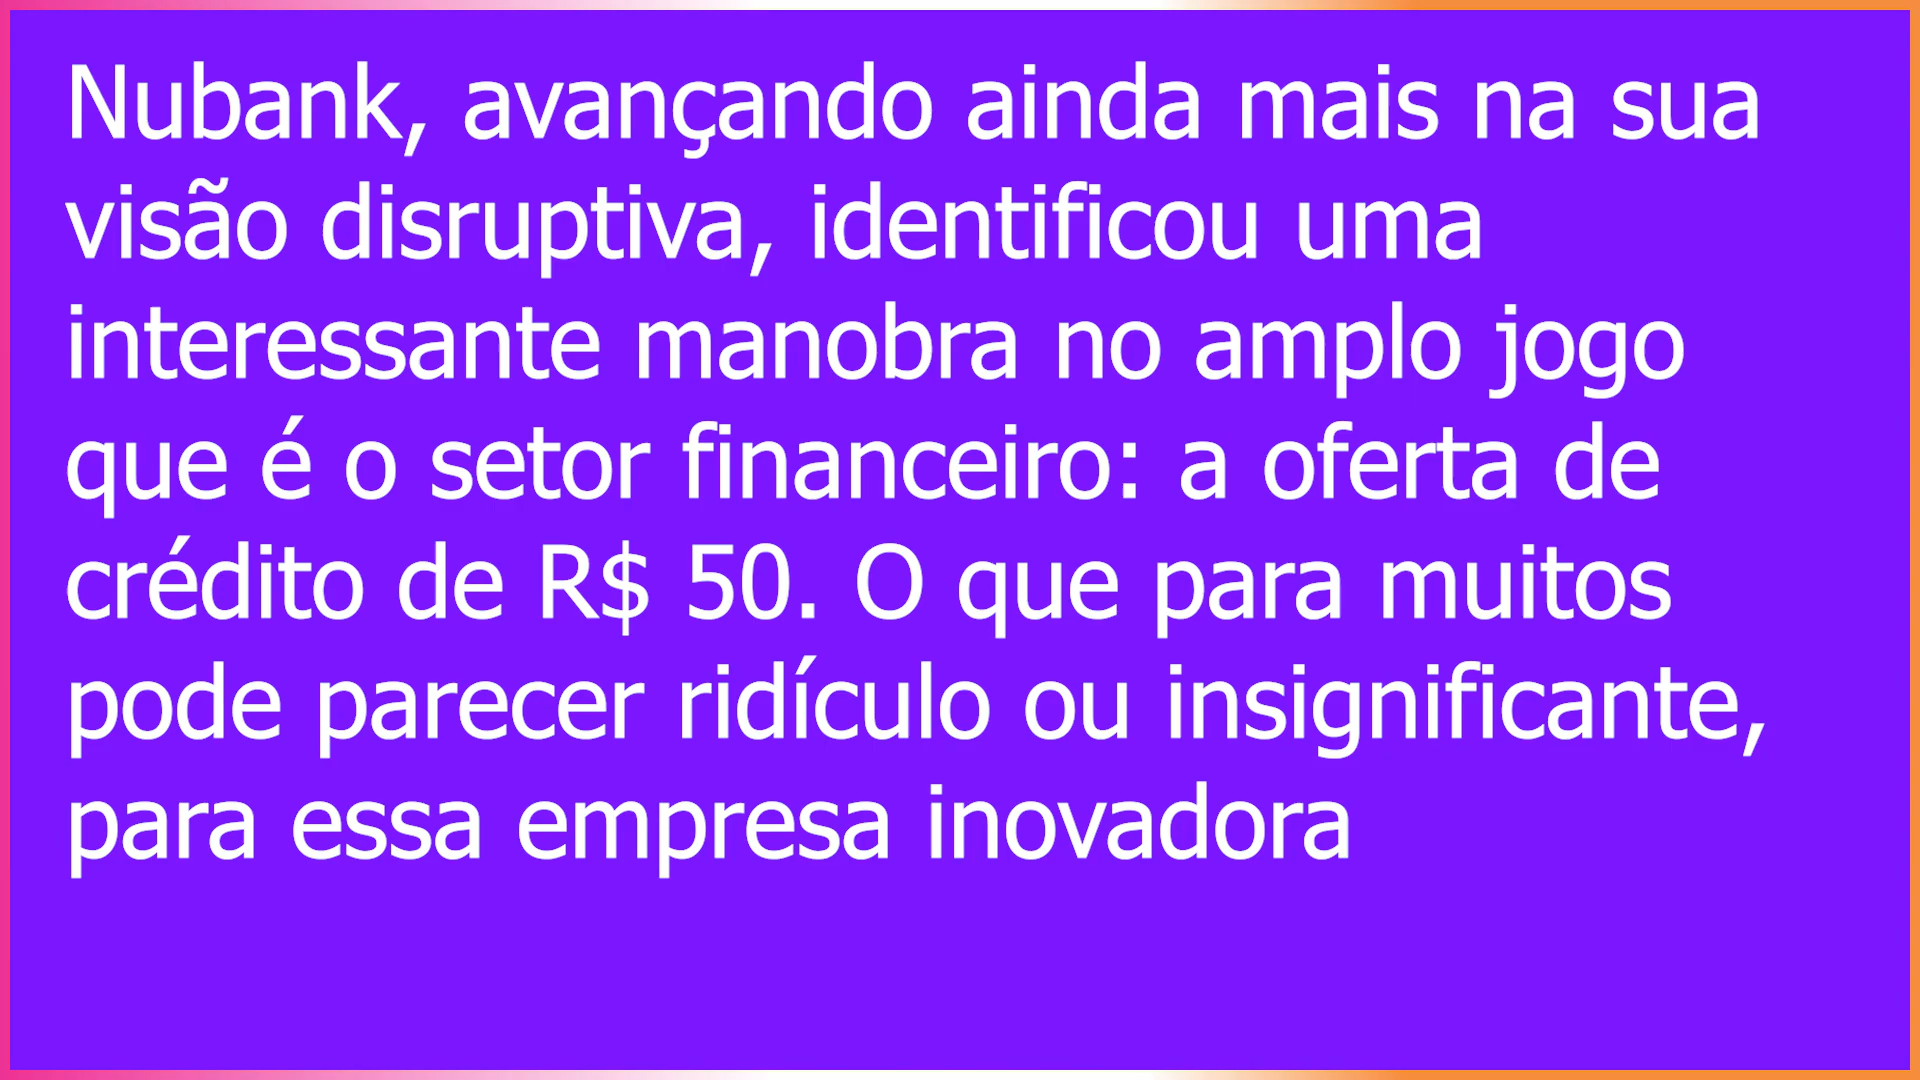 Nubank, avançando ainda mais na sua
visão disruptiva, identificou uma
interessante manobra no amplo jogo
que é o setor financeiro: a oferta de
crédito de R$ 50. O que para muitos
pode parecer ridículo ou insignificante,
para essa empresa inovadora